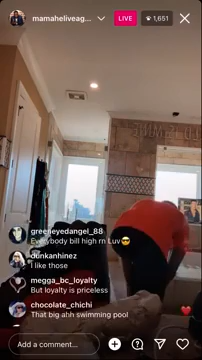 mamaheliveag...
LIVE
1,651
greeneyedangel_88
Everybody bill high rn Luv😎
dunkanhinez
I like those
megga_bc_loyalty
But loyalty is priceless
chocolate_chichi
That big ahh swimming pool
Add a comment...